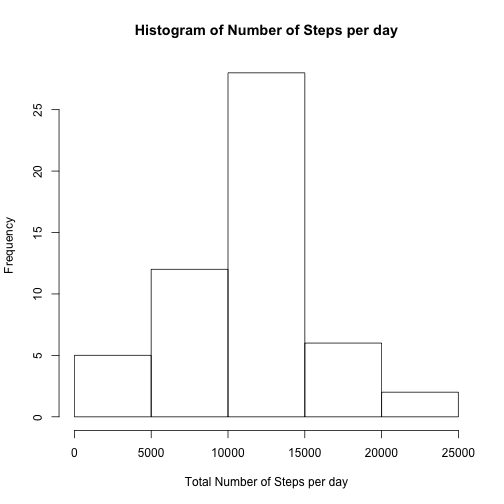 Histogram of Number of Steps per day
Frequency
25
20
15
10
5
0
0 5000 10000 15000 20000 25000
Total Number of Steps per day